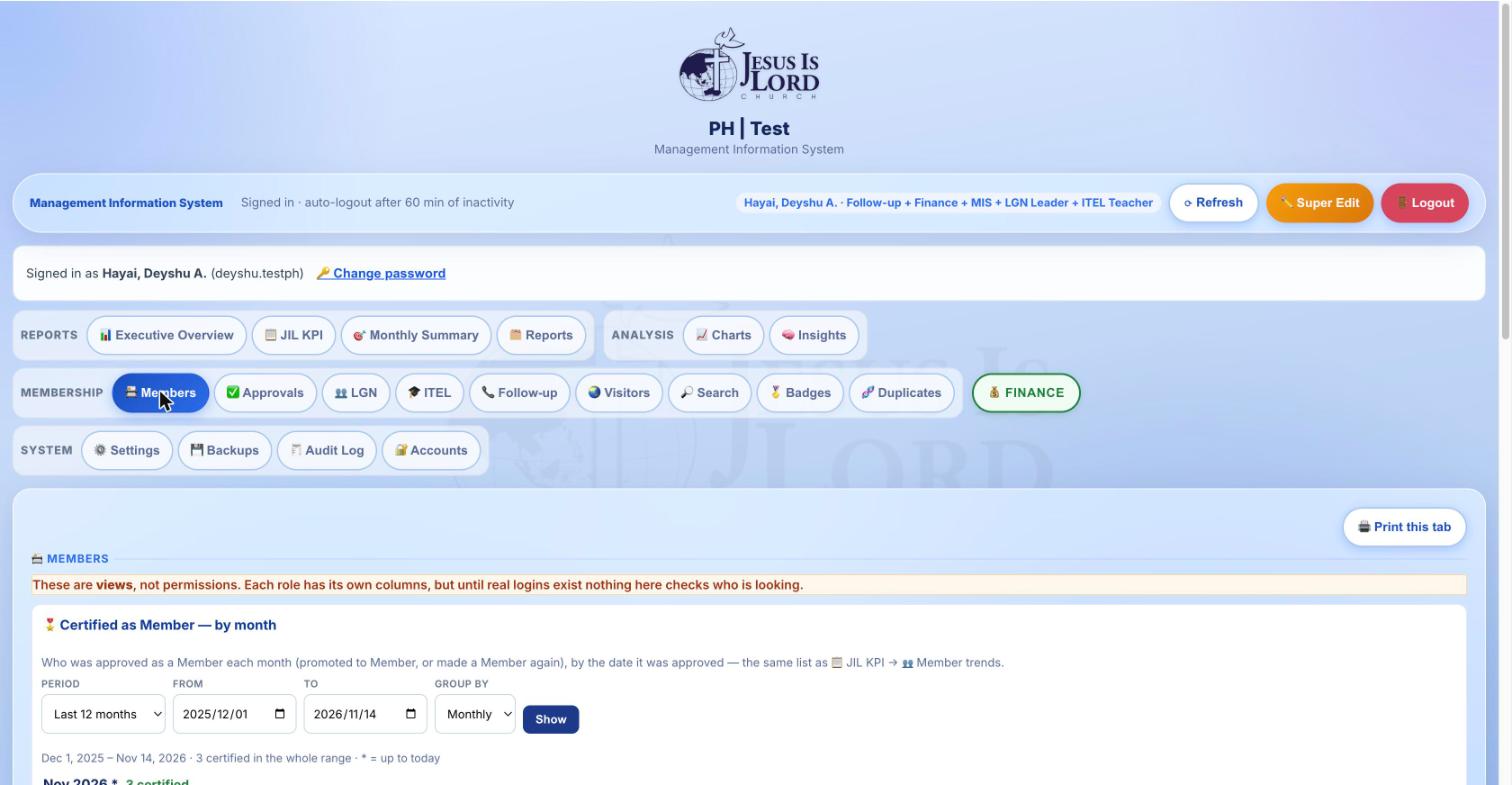 JESUS IS
LORD
CHURCH
PH | Test
Management Information System
Management Information System Signed in · auto-logout after 60 min of inactivity Hayai, Deyshu A. · Follow-up + Finance + MIS + LGN Leader + ITEL Teacher ⟳ Refresh ✏️ Super Edit 🚪 Logout
Signed in as Hayai, Deyshu A. (deyshu.testph) 🔑 Change password
REPORTS 📊 Executive Overview 📋 JIL KPI 🎯 Monthly Summary 🗂️ Reports ANALYSIS 📈 Charts 🧠 Insights
MEMBERSHIP 📇 Members ✅ Approvals 👥 LGN 🎓 ITEL 📞 Follow-up 🌏 Visitors 🔎 Search 🏅 Badges 🧬 Duplicates 💰 FINANCE
SYSTEM ⚙️ Settings 💾 Backups 🧾 Audit Log 🔐 Accounts
JESUS IS
LORD
🖨️ Print this tab
📇 MEMBERS
These are views, not permissions. Each role has its own columns, but until real logins exist nothing here checks who is looking.
🎖️ Certified as Member — by month
Who was approved as a Member each month (promoted to Member, or made a Member again), by the date it was approved — the same list as 📋 JIL KPI → 👥 Member trends.
PERIOD FROM TO GROUP BY
Last 12 months 2025/12/01 2026/11/14 Monthly Show
Dec 1, 2025 – Nov 14, 2026 · 3 certified in the whole range · * = up to today
Nov 2026 * 3 certified